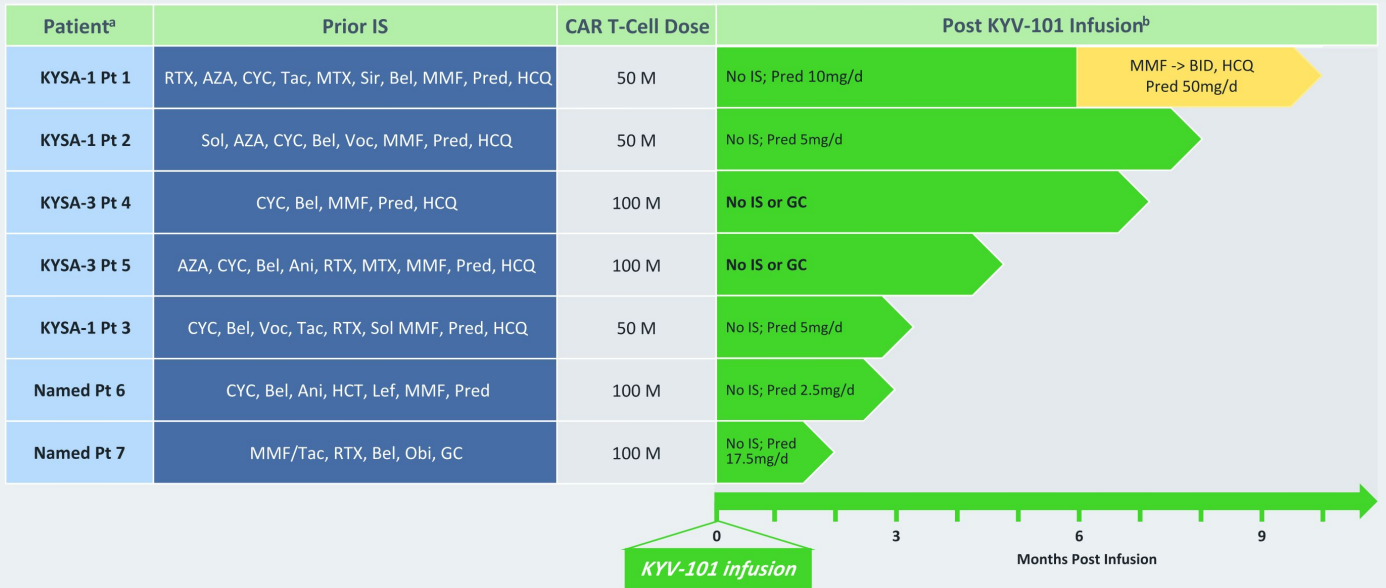 Patientᵃ Prior IS CAR T-Cell Dose Post KYV-101 Infusionᵇ
KYSA-1 Pt 1 RTX, AZA, CYC, Tac, MTX, Sir, Bel, MMF, Pred, HCQ 50 M No IS; Pred 10mg/d MMF -> BID, HCQ
Pred 50mg/d
KYSA-1 Pt 2 Sol, AZA, CYC, Bel, Voc, MMF, Pred, HCQ 50 M No IS; Pred 5mg/d
KYSA-3 Pt 4 CYC, Bel, MMF, Pred, HCQ 100 M No IS or GC
KYSA-3 Pt 5 AZA, CYC, Bel, Ani, RTX, MTX, MMF, Pred, HCQ 100 M No IS or GC
KYSA-1 Pt 3 CYC, Bel, Voc, Tac, RTX, Sol MMF, Pred, HCQ 50 M No IS; Pred 5mg/d
Named Pt 6 CYC, Bel, Ani, HCT, Lef, MMF, Pred 100 M No IS; Pred 2.5mg/d
Named Pt 7 MMF/Tac, RTX, Bel, Obi, GC 100 M No IS; Pred
17.5mg/d
0 3 6 9
Months Post Infusion
KYV-101 infusion